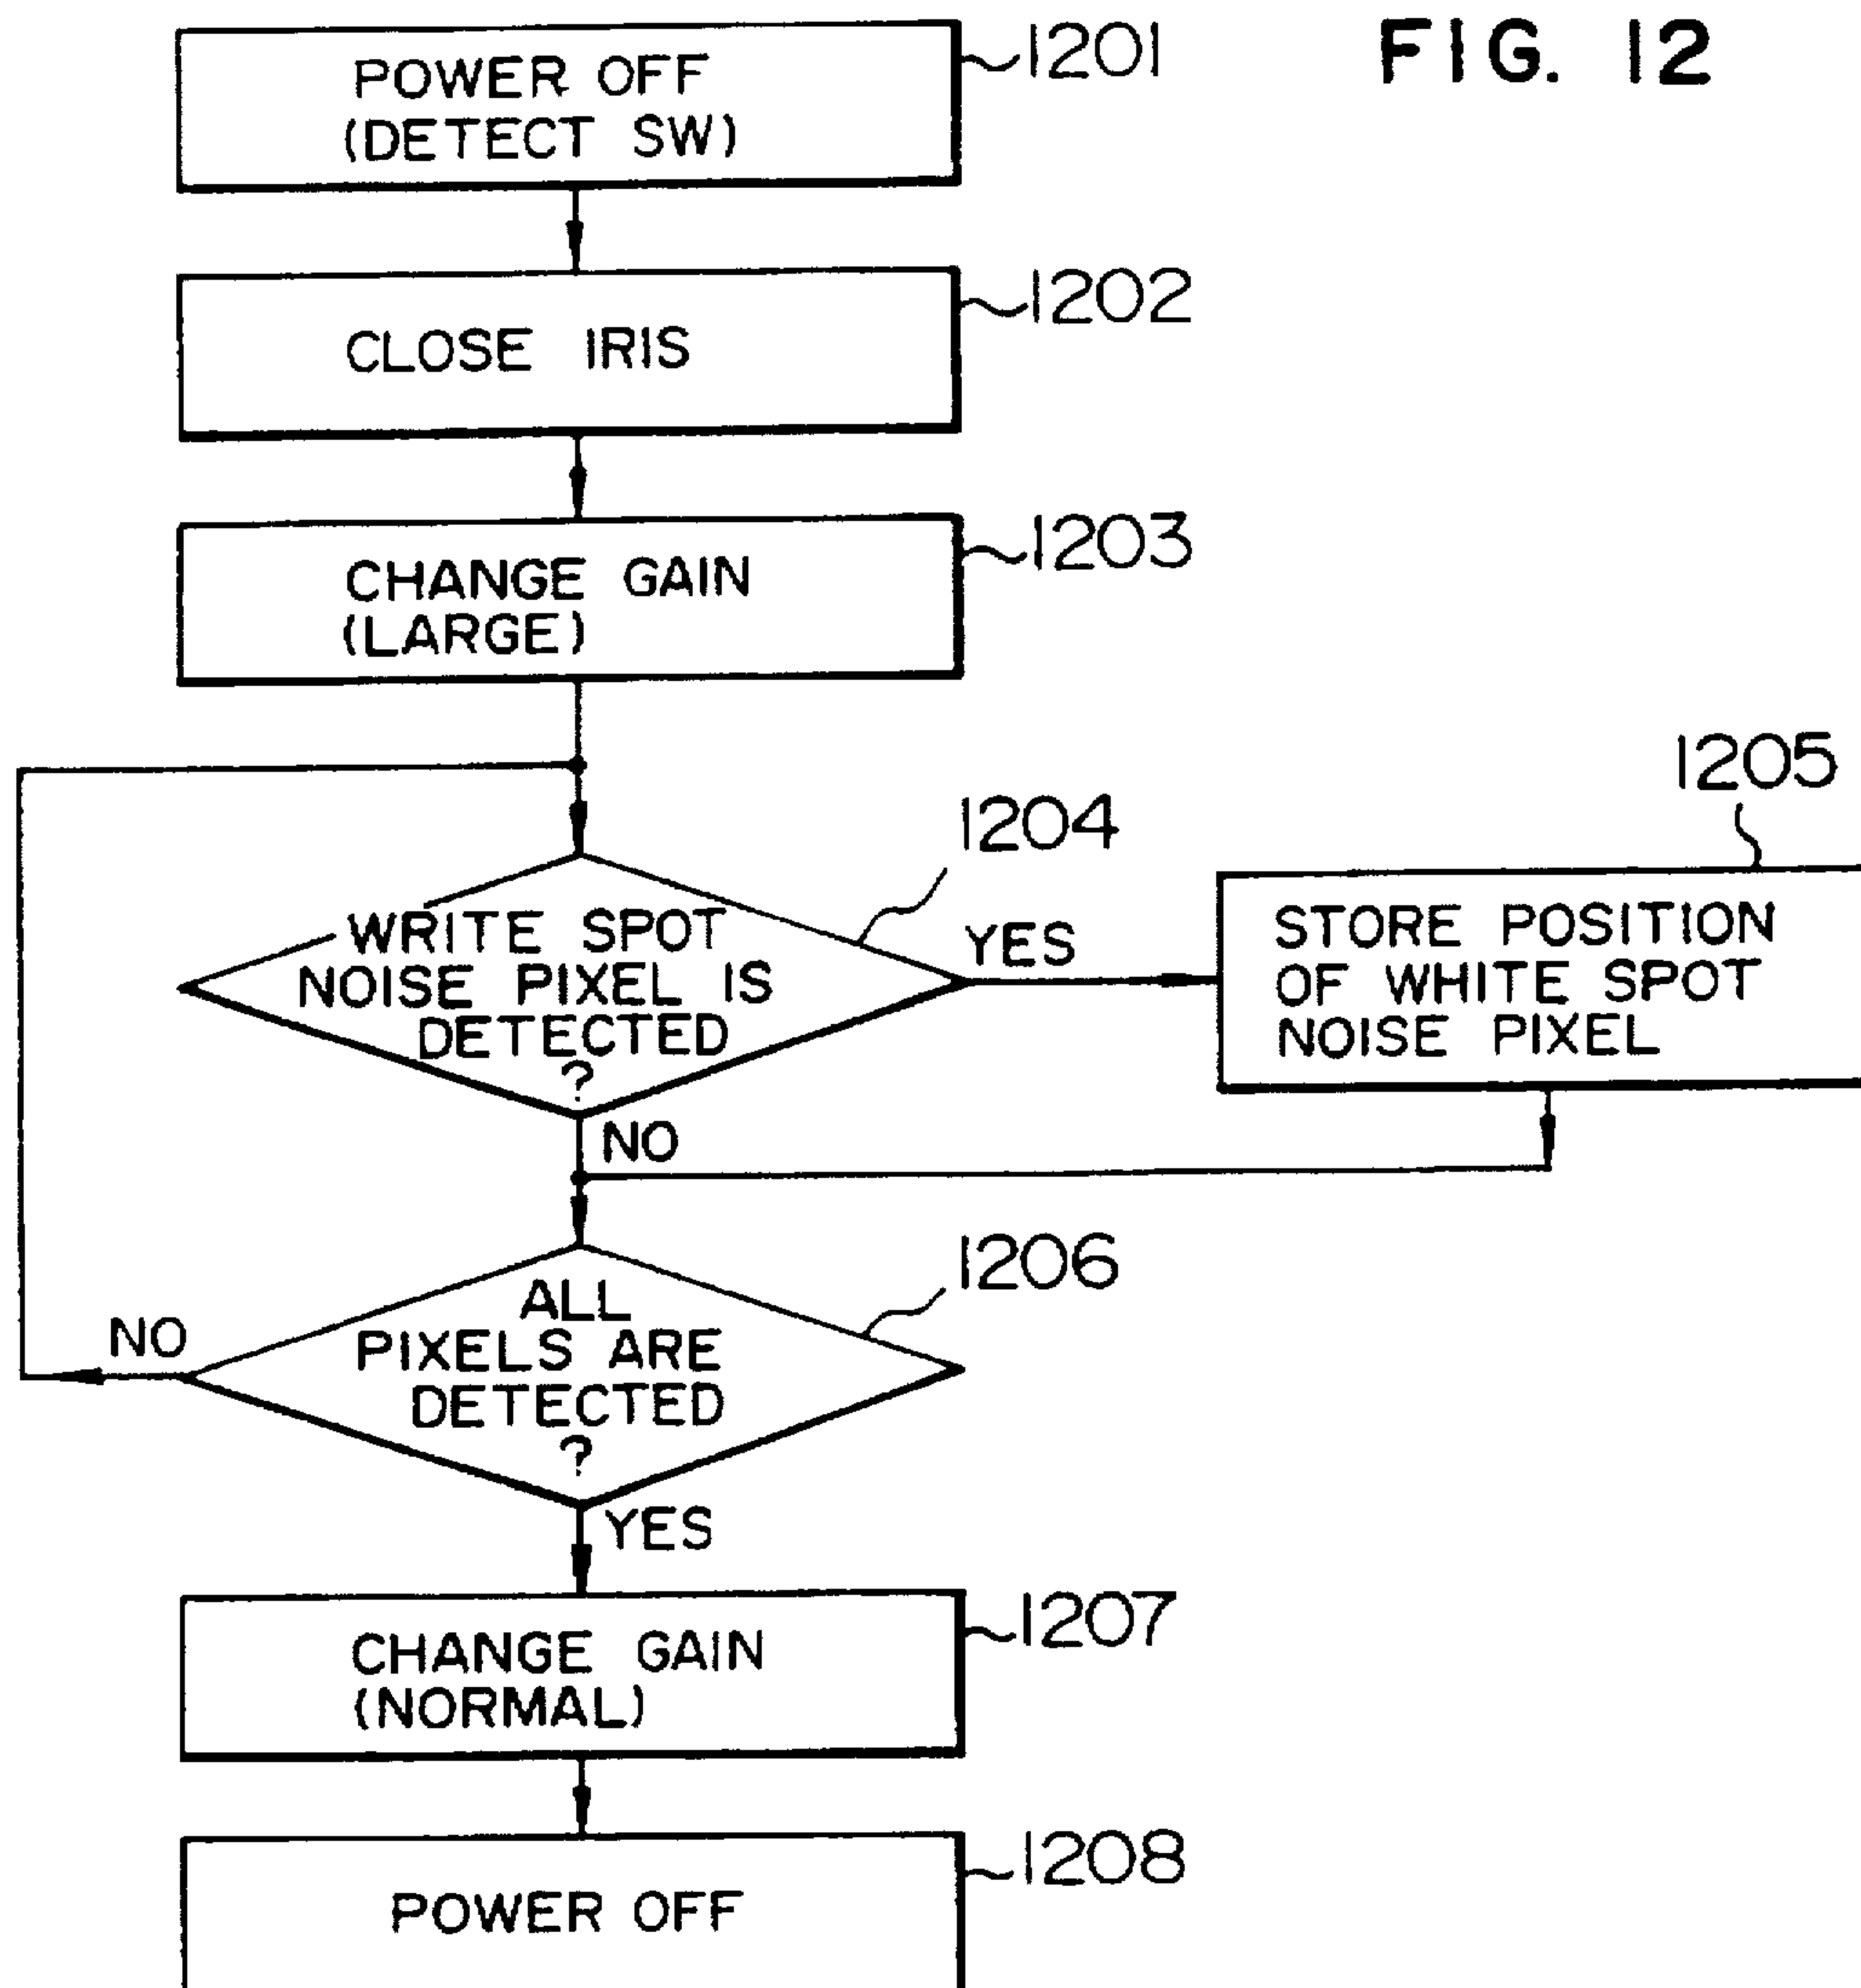 FIG. 12
POWER OFF
(DETECT SW)
1201
CLOSE IRIS
1202
CHANGE GAIN
(LARGE)
1203
WRITE SPOT
NOISE PIXEL IS
DETECTED
?
1204
YES
NO
1205
STORE POSITION
OF WHITE SPOT
NOISE PIXEL
ALL
PIXELS ARE
DETECTED
?
1206
NO
YES
CHANGE GAIN
(NORMAL)
1207
POWER OFF
1208